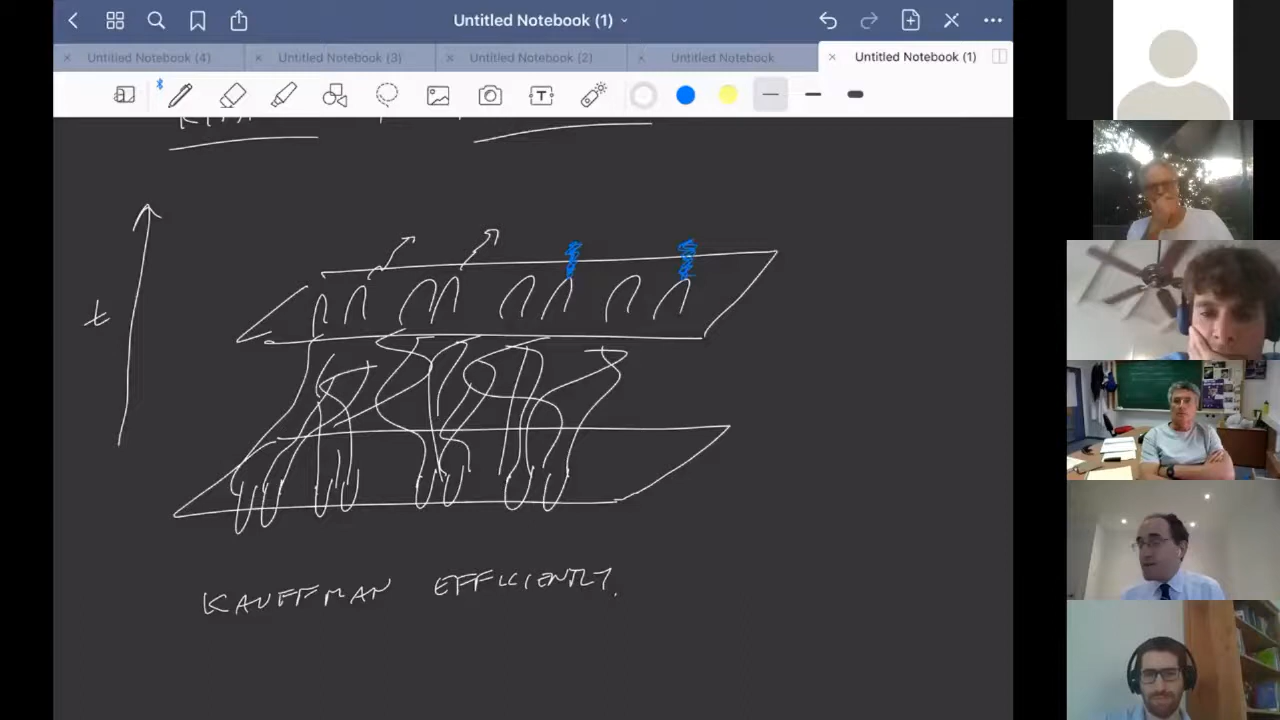 Untitled Notebook (1)
Untitled Notebook (4)
Untitled Notebook (3)
Untitled Notebook (2)
Untitled Notebook
Untitled Notebook (1)
T
t
KAUFFMAN EFFICIENTLY.